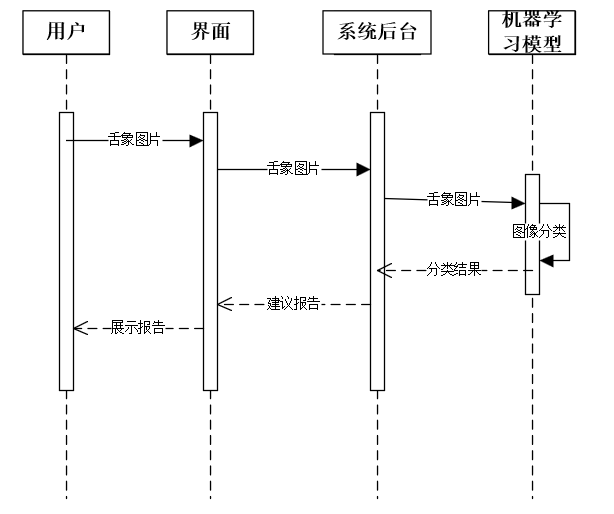 用户
界面
系统后台
机器学
习模型
舌象图片
舌象图片
舌象图片
图像分类
分类结果
建议报告
展示报告